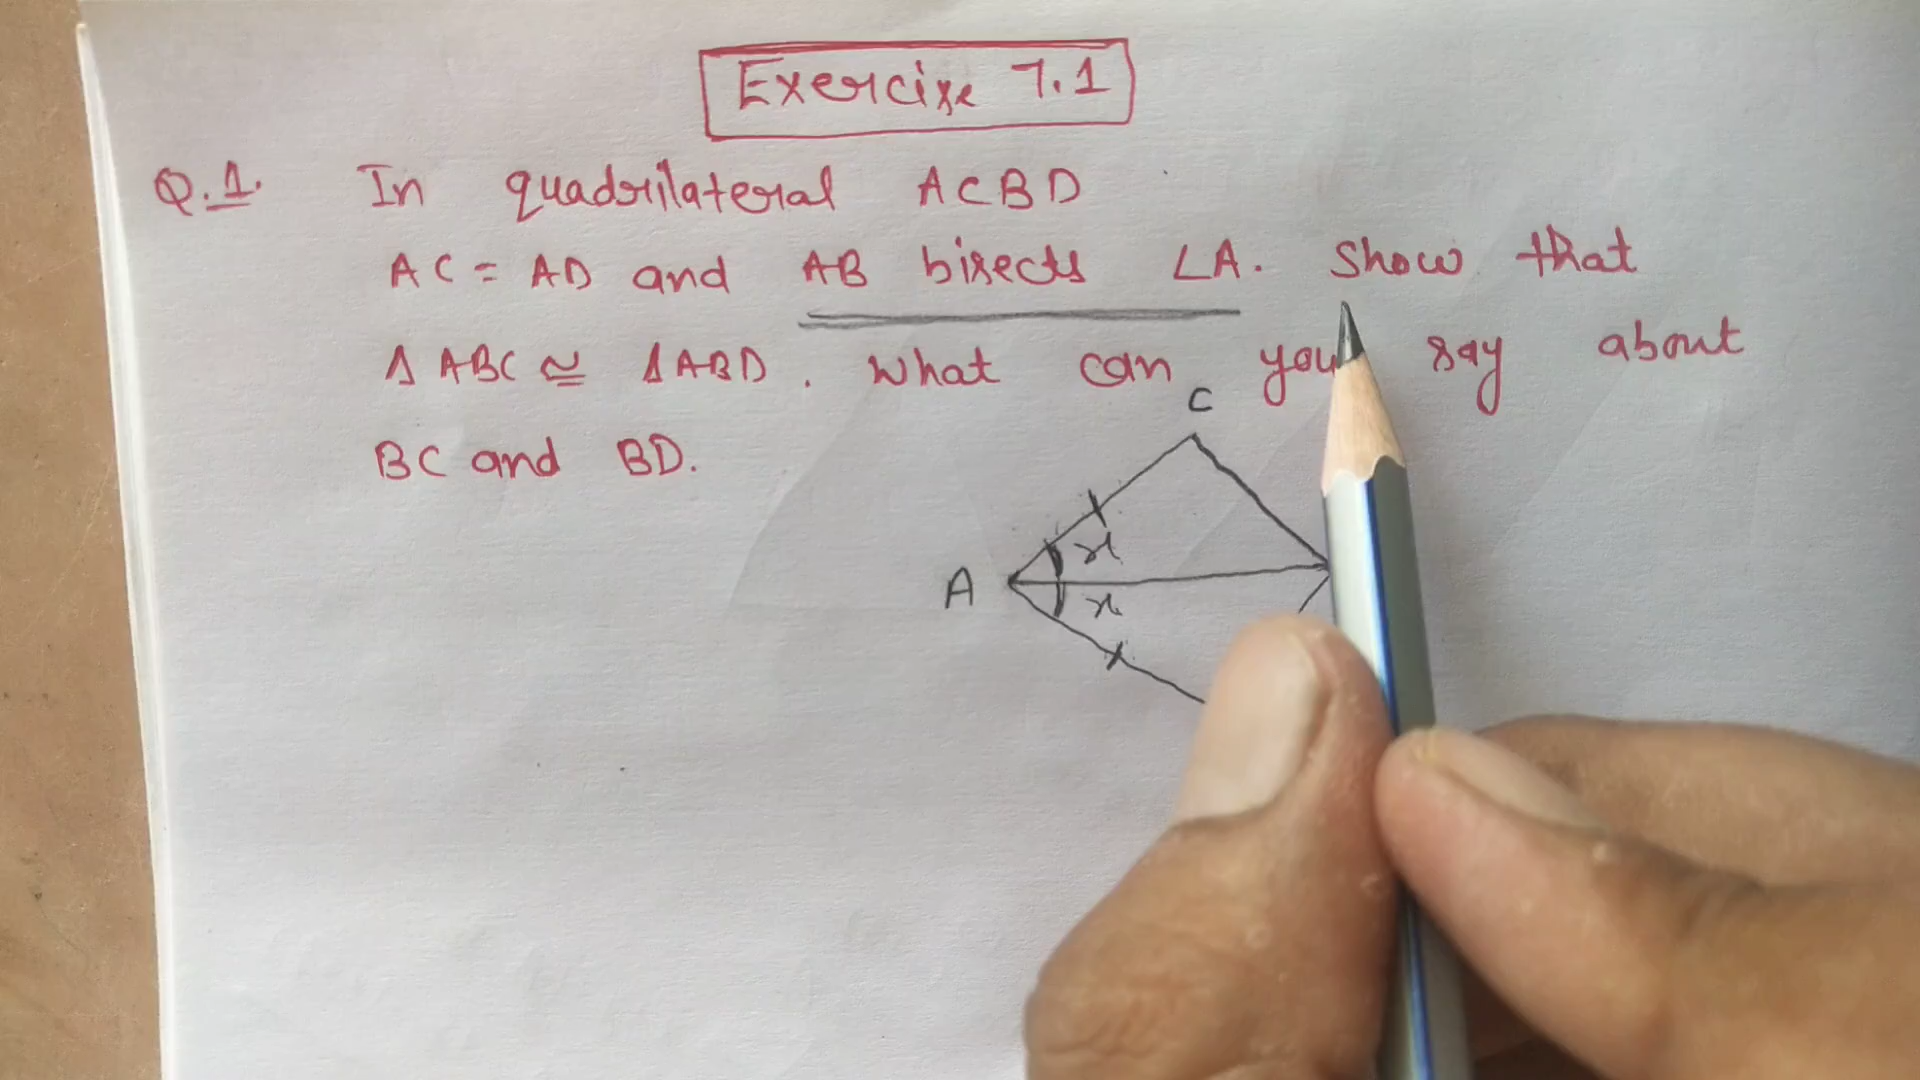 Exercise 7.1
Q.1. In quadrilateral ACBD
AC = AD and AB bisects ∠A. Show that
Δ ABC ≅ ΔABD. What can you say about
BC and BD.
C
x
A
x